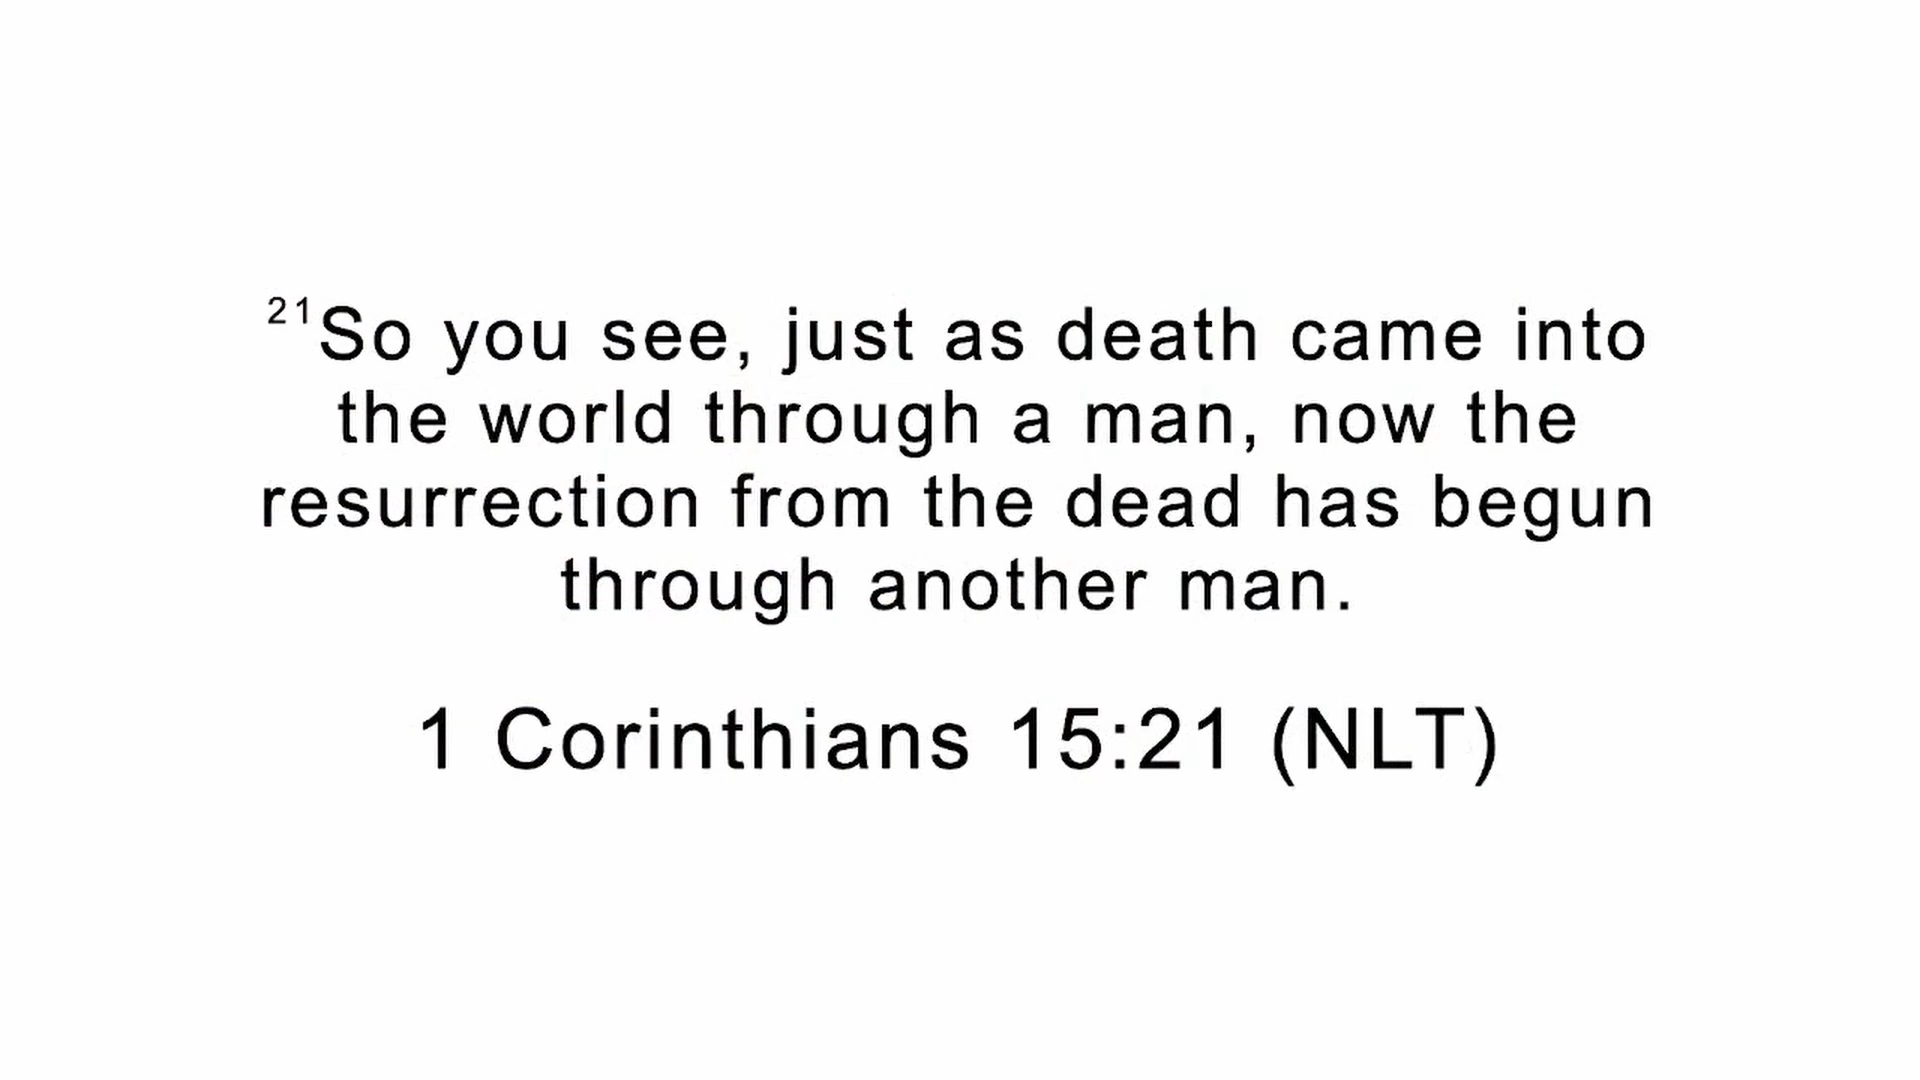 ²¹So you see, just as death came into
the world through a man, now the
resurrection from the dead has begun
through another man.
1 Corinthians 15:21 (NLT)